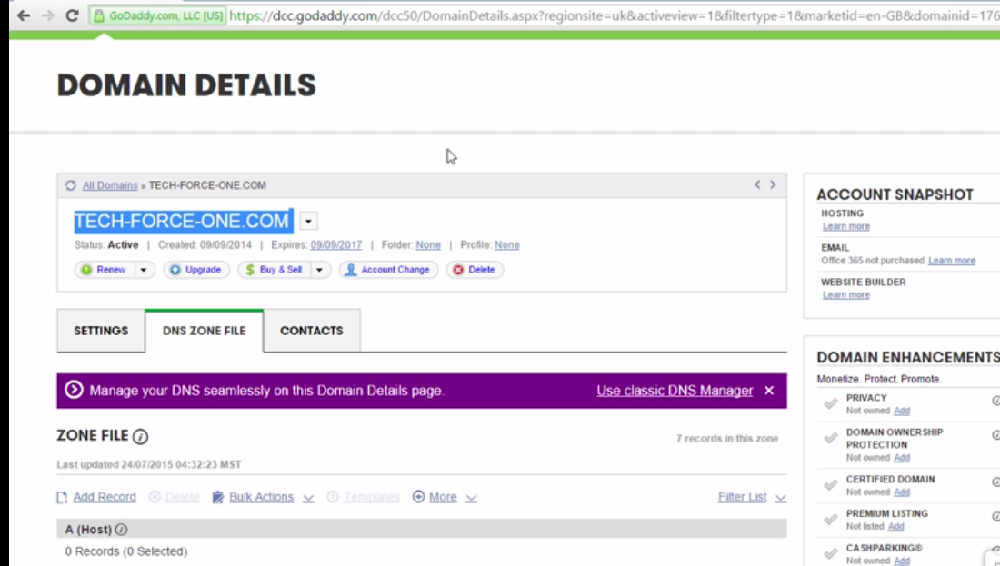 GoDaddy.com, LLC [US] https://dcc.godaddy.com/dcc50/DomainDetails.aspx?regionsite=uk&activeview=1&filtertype=1&marketid=en-GB&domainid=176
DOMAIN DETAILS
All Domains » TECH-FORCE-ONE.COM
TECH-FORCE-ONE.COM
Status: Active | Created: 09/09/2014 | Expires: 09/09/2017 | Folder: None | Profile: None
Renew Upgrade Buy & Sell Account Change Delete
SETTINGS DNS ZONE FILE CONTACTS
Manage your DNS seamlessly on this Domain Details page. Use classic DNS Manager ×
ZONE FILE
7 records in this zone
Last updated 24/07/2015 04:32:23 MST
Add Record Delete Bulk Actions Templates More Filter List
A (Host)
0 Records (0 Selected)
ACCOUNT SNAPSHOT
HOSTING
Learn more
EMAIL
Office 365 not purchased Learn more
WEBSITE BUILDER
Learn more
DOMAIN ENHANCEMENTS
Monetize. Protect. Promote.
PRIVACY
Not owned Add
DOMAIN OWNERSHIP
PROTECTION
Not owned Add
CERTIFIED DOMAIN
Not owned Add
PREMIUM LISTING
Not listed Add
CASHPARKING®
Not owned Add